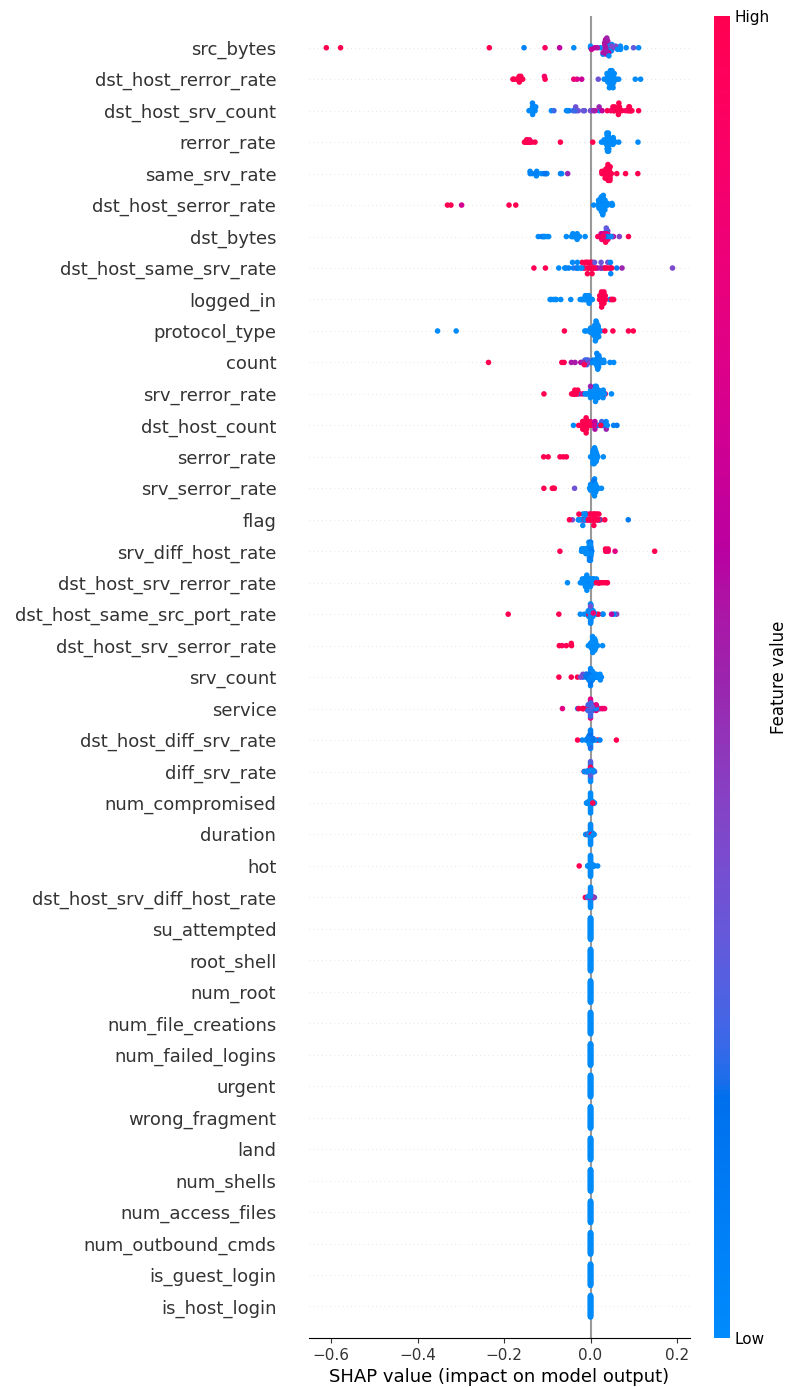 High
src_bytes
dst_host_rerror_rate
dst_host_srv_count
rerror_rate
same_srv_rate
dst_host_serror_rate
dst_bytes
dst_host_same_srv_rate
logged_in
protocol_type
count
srv_rerror_rate
dst_host_count
serror_rate
srv_serror_rate
flag
srv_diff_host_rate
dst_host_srv_rerror_rate
dst_host_same_src_port_rate
dst_host_srv_serror_rate
srv_count
service
dst_host_diff_srv_rate
diff_srv_rate
num_compromised
duration
hot
dst_host_srv_diff_host_rate
su_attempted
root_shell
num_root
num_file_creations
num_failed_logins
urgent
wrong_fragment
land
num_shells
num_access_files
num_outbound_cmds
is_guest_login
is_host_login
Feature value
Low
−0.6 −0.4 −0.2 0.0 0.2
SHAP value (impact on model output)